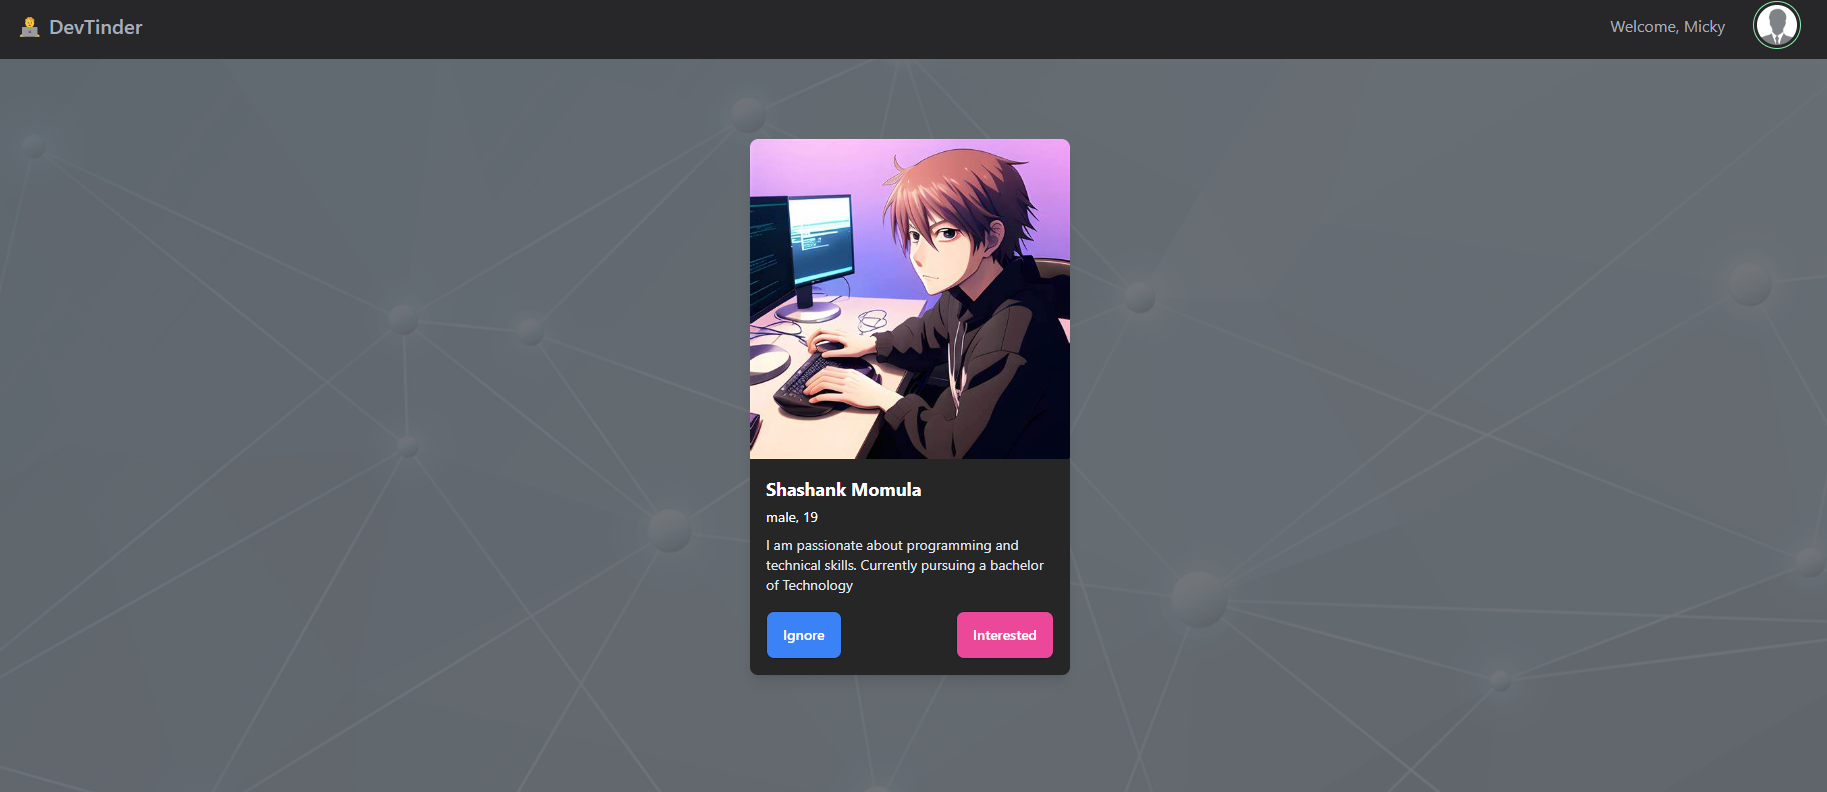 DevTinder
Welcome, Micky
Shashank Momula
male, 19
I am passionate about programming and
technical skills. Currently pursuing a bachelor
of Technology
Ignore
Interested